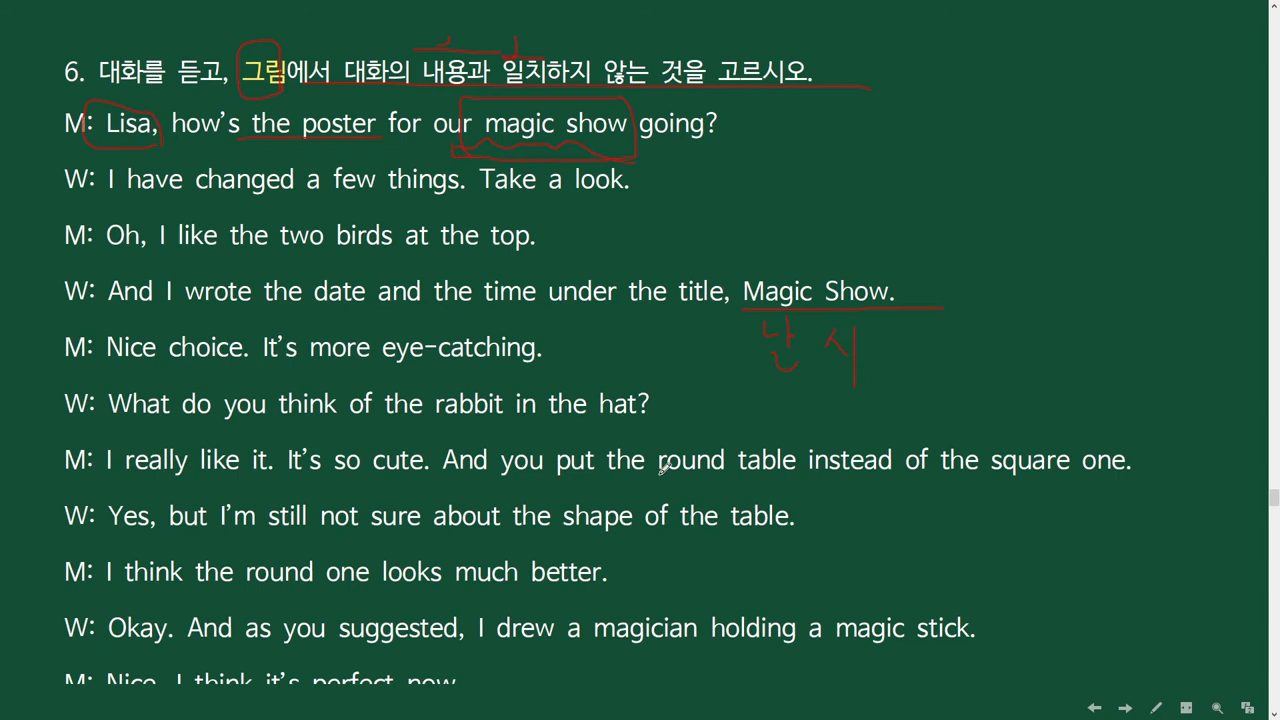 6. 대화를 듣고, 그림에서 대화의 내용과 일치하지 않는 것을 고르시오.
M: Lisa, how's the poster for our magic show going?
W: I have changed a few things. Take a look.
M: Oh, I like the two birds at the top.
W: And I wrote the date and the time under the title, Magic Show.
난 시
M: Nice choice. It's more eye-catching.
W: What do you think of the rabbit in the hat?
M: I really like it. It's so cute. And you put the round table instead of the square one.
W: Yes, but I'm still not sure about the shape of the table.
M: I think the round one looks much better.
W: Okay. And as you suggested, I drew a magician holding a magic stick.
M: Nice. I think it's perfect now.